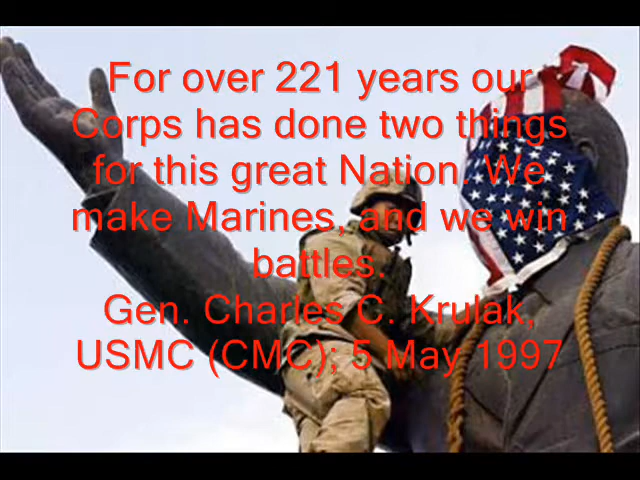 For over 221 years our
Corps has done two things
for this great Nation. We
make Marines, and we win
battles.
Gen. Charles C. Krulak,
USMC (CMC); 5 May 1997